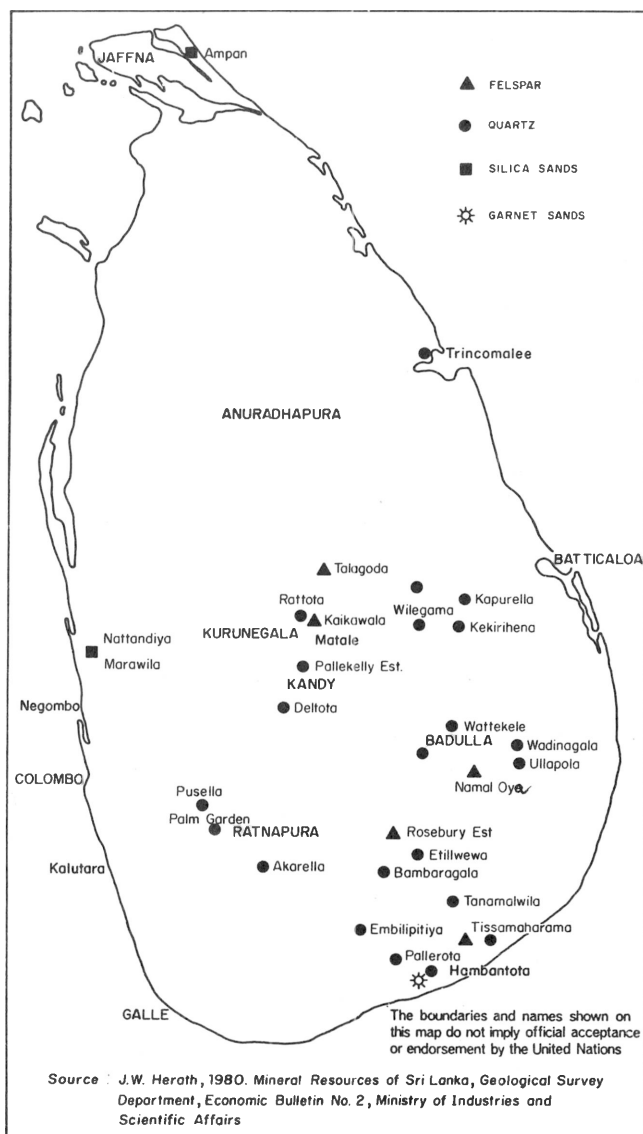 JAFFNA
Ampan
FELSPAR
QUARTZ
SILICA SANDS
GARNET SANDS
Trincomalee
ANURADHAPURA
BATTICALOA
Talagoda
Rattota
Kaikawala
Wilegama
Kapurella
Kekirihena
KURUNEGALA
Matale
Nattandiya
Marawila
Pallekelly Est.
KANDY
Deltota
Negombo
Wattekele
BADULLA
Wadinagala
Ullapola
COLOMBO
Namal Oya
Pusella
Palm Garden
RATNAPURA
Rosebury Est
Etillwewa
Kalutara
Akarella
Bambaragala
Tanamalwila
Embilipitiya
Tissamaharama
Pallerota
Hambantota
GALLE
The boundaries and names shown on
this map do not imply official acceptance
or endorsement by the United Nations
Source : J.W. Herath, 1980. Mineral Resources of Sri Lanka, Geological Survey
Department, Economic Bulletin No. 2, Ministry of Industries and
Scientific Affairs